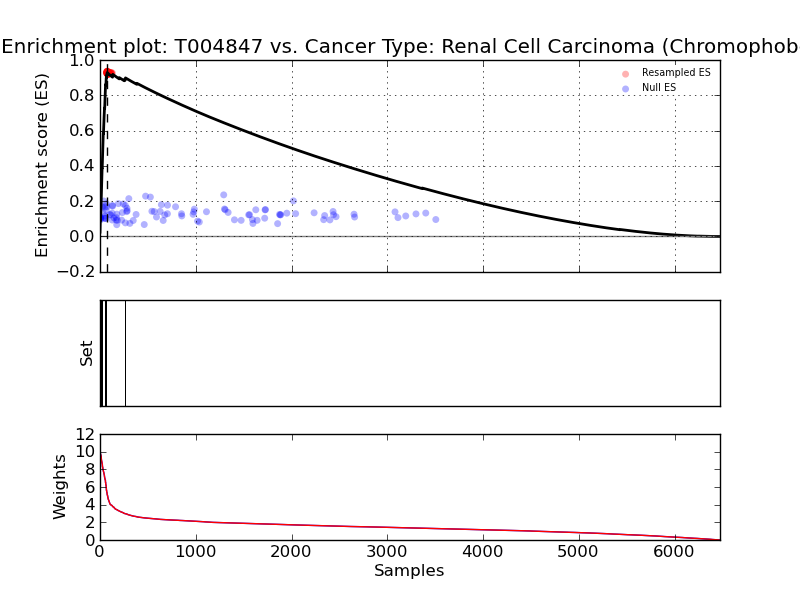 Enrichment plot: T004847 vs. Cancer Type: Renal Cell Carcinoma (Chromophob
1.0
0.8
0.6
0.4
0.2
0.0
−0.2
Enrichment score (ES)
Resampled ES
Null ES
Set
12
10
8
6
4
2
0
Weights
0 1000 2000 3000 4000 5000 6000
Samples